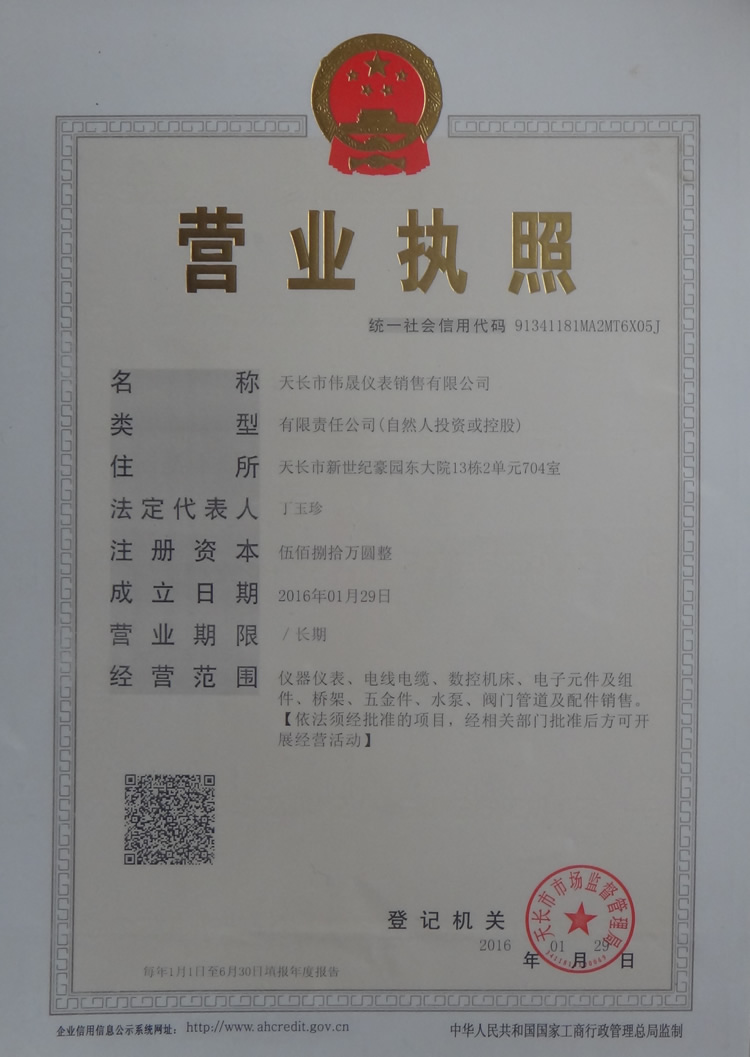 营业执照
统一社会信用代码 91341181MA2MT6X05J
名称 天长市伟晟仪表销售有限公司
类型 有限责任公司(自然人投资或控股)
住所 天长市新世纪豪园东大院13栋2单元704室
法定代表人 丁玉珍
注册资本 伍佰捌拾万圆整
成立日期 2016年01月29日
营业期限 / 长期
经营范围 仪器仪表、电线电缆、数控机床、电子元件及组
件、桥架、五金件、水泵、阀门管道及配件销售。
【依法须经批准的项目，经相关部门批准后方可开
展经营活动】
天长市市场监督管理局
登记机关
2016年01月29日
每年1月1日至6月30日填报年度报告
企业信用信息公示系统网址： http://www.ahcredit.gov.cn
中华人民共和国国家工商行政管理总局监制